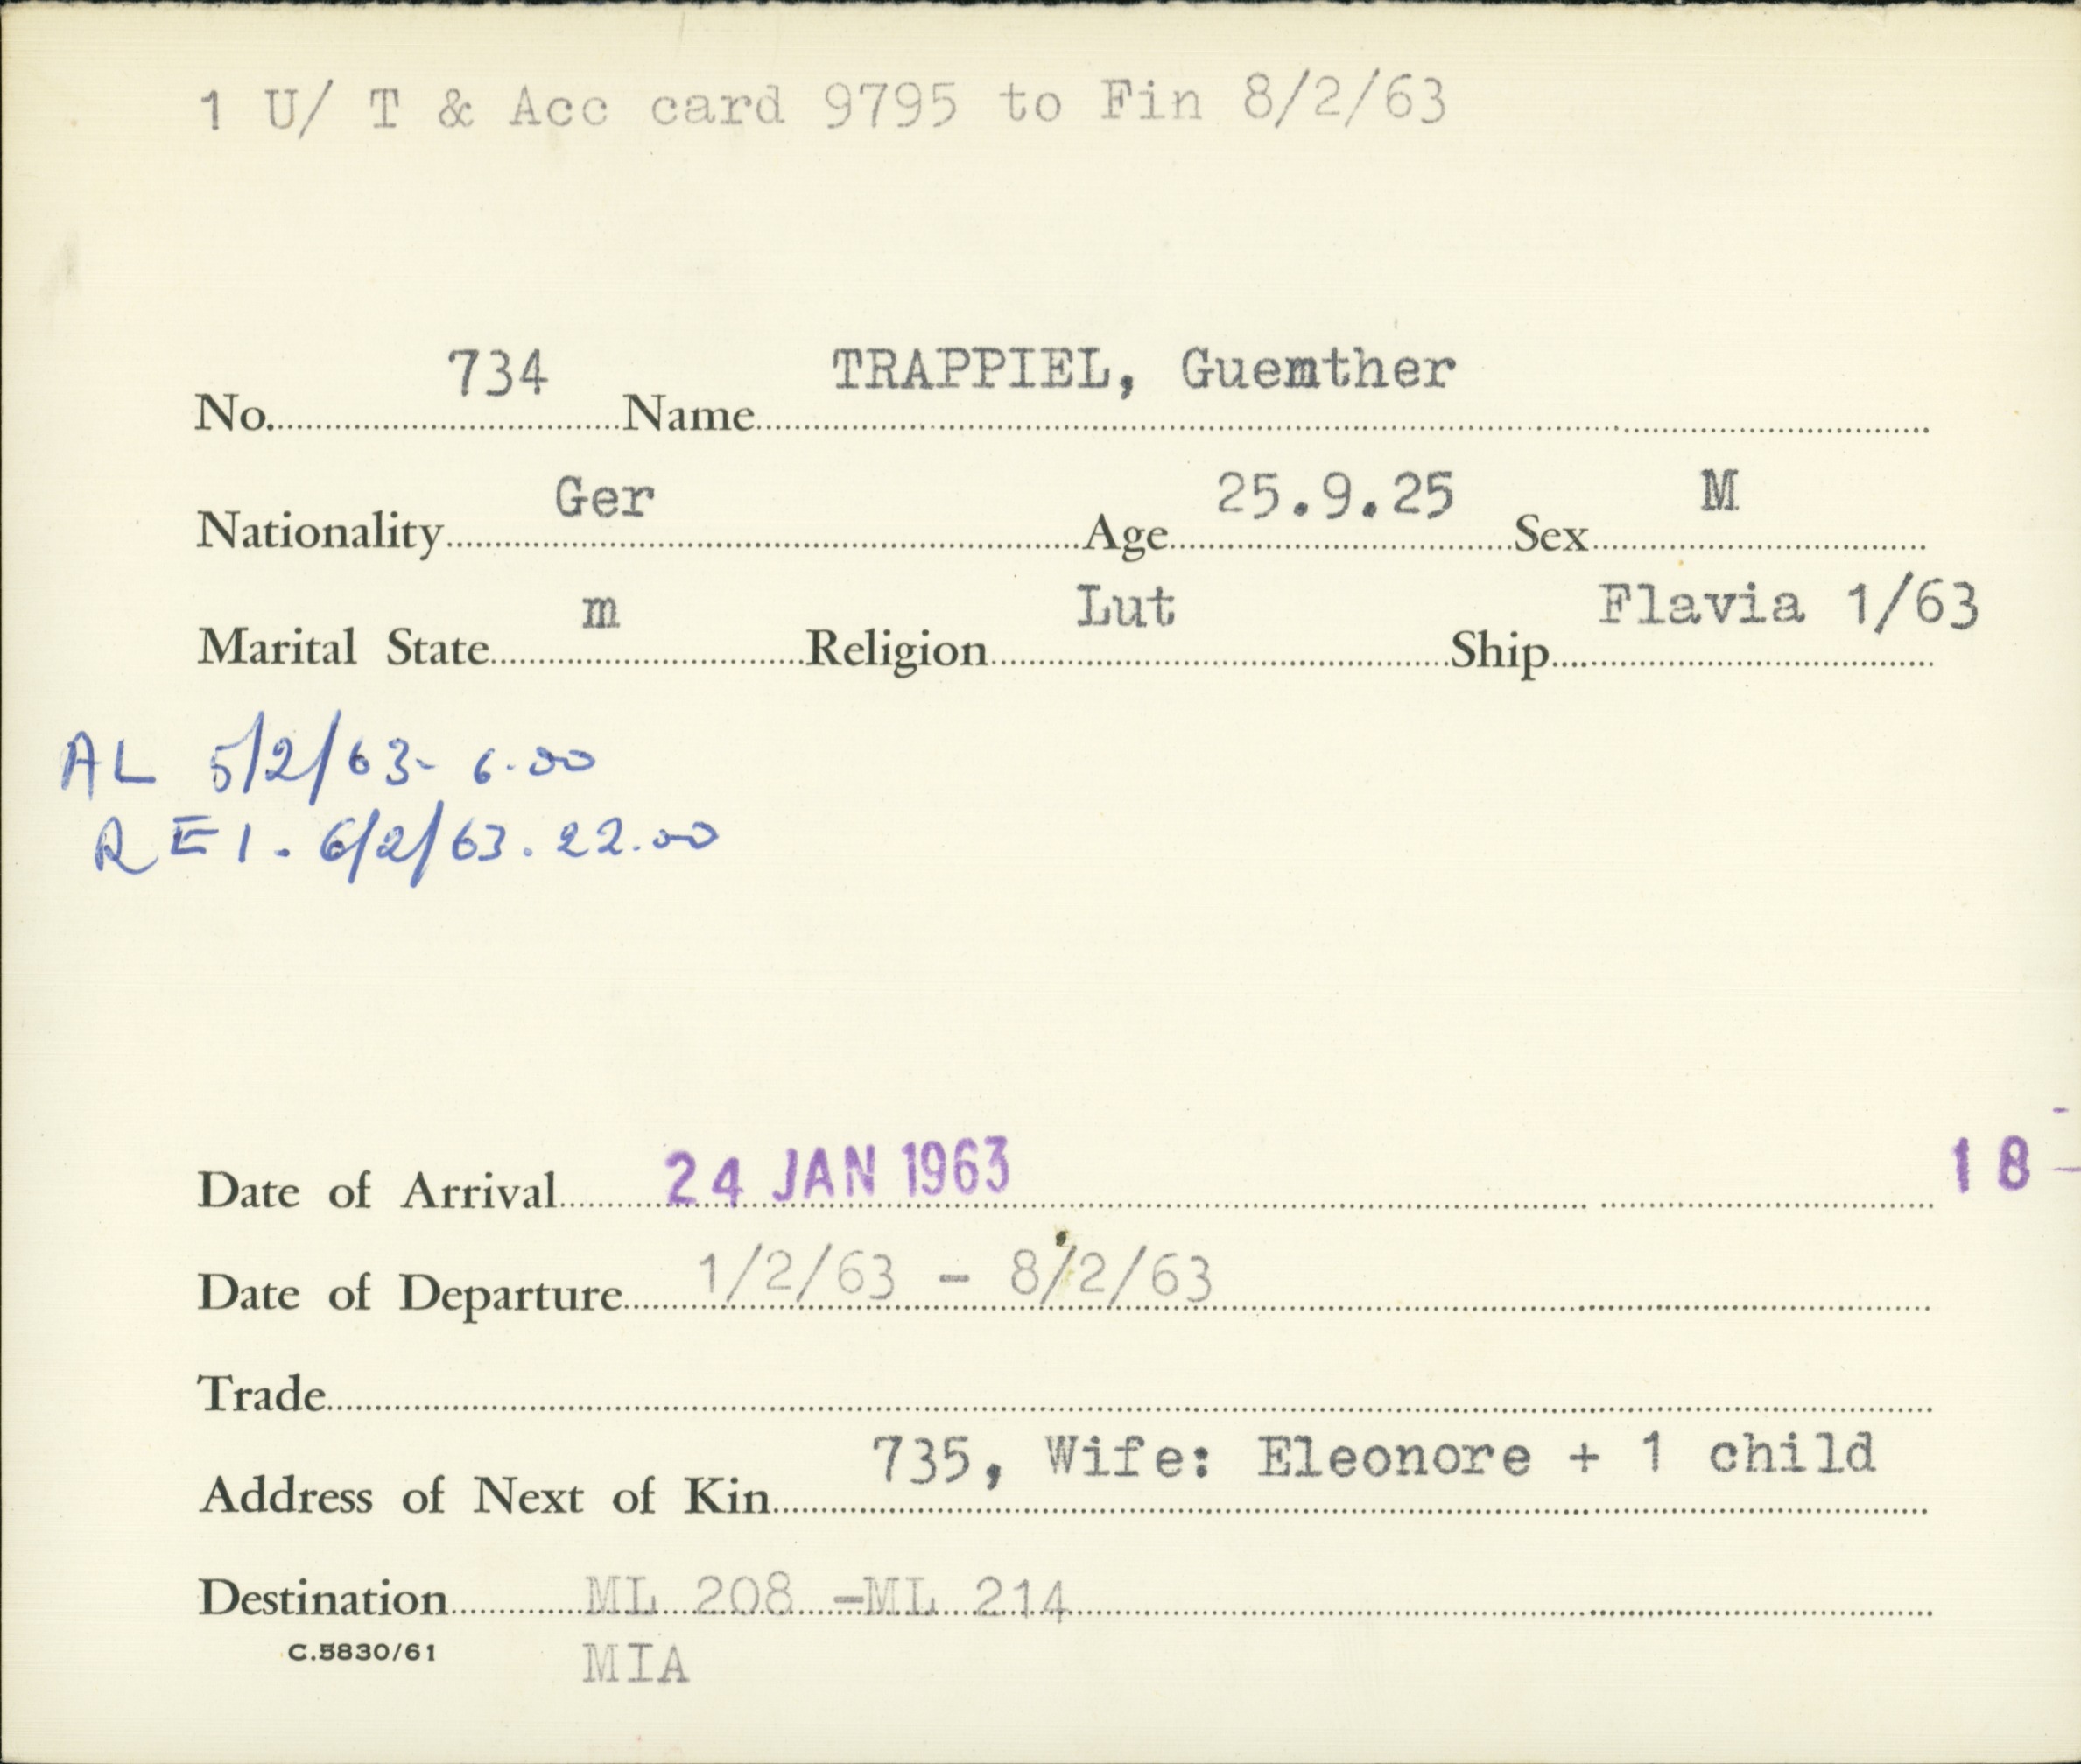 1 U/ T & Acc card 9795 to Fin 8/2/63
No. 734 Name TRAPPIEL, Guenther
Nationality Ger Age 25.9.25 Sex M
Marital State m Religion Lut Ship Flavia 1/63
AL 5/2/63- 6.00
REI. 6/2/63. 22.00
Date of Arrival 24 JAN 1963 18-
Date of Departure 1/2/63 - 8/2/63
Trade
Address of Next of Kin 735, Wife: Eleonore + 1 child
Destination ML 208 -ML 214
C.5830/61 MIA